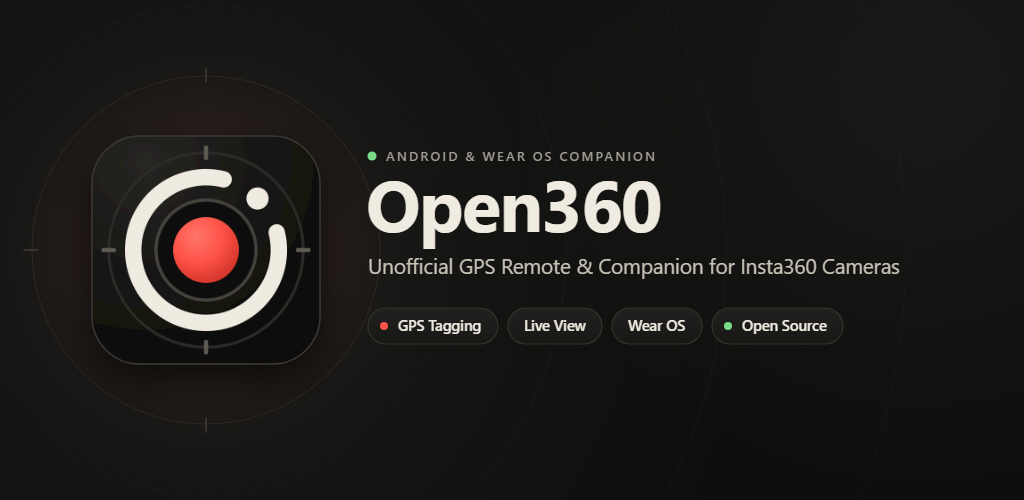 ANDROID & WEAR OS COMPANION
Open360
Unofficial GPS Remote & Companion for Insta360 Cameras
GPS Tagging Live View Wear OS Open Source